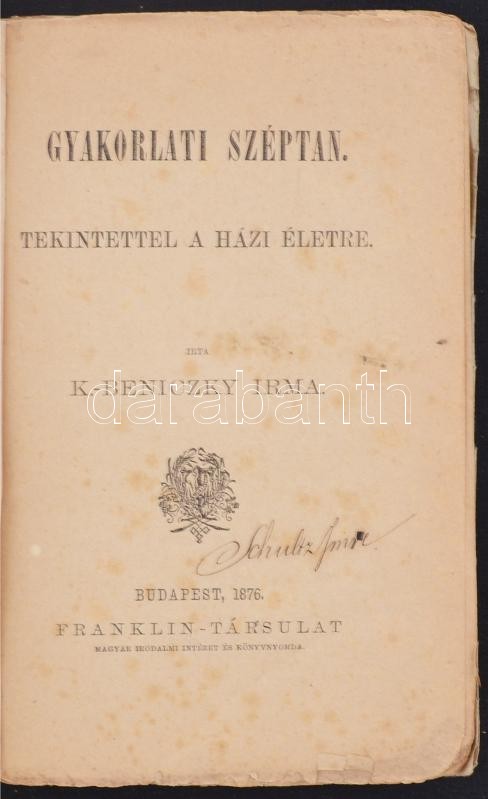 GYAKORLATI SZÉPTAN.
TEKINTETTEL A HÁZI ÉLETRE.
IRTA
K-BENICZKY IRMA.
darabanth
Schultz Imre.
BUDAPEST, 1876.
FRANKLIN-TÁRSULAT
MAGYAR IRODALMI INTÉZET ÉS KÖNYVNYOMDA.